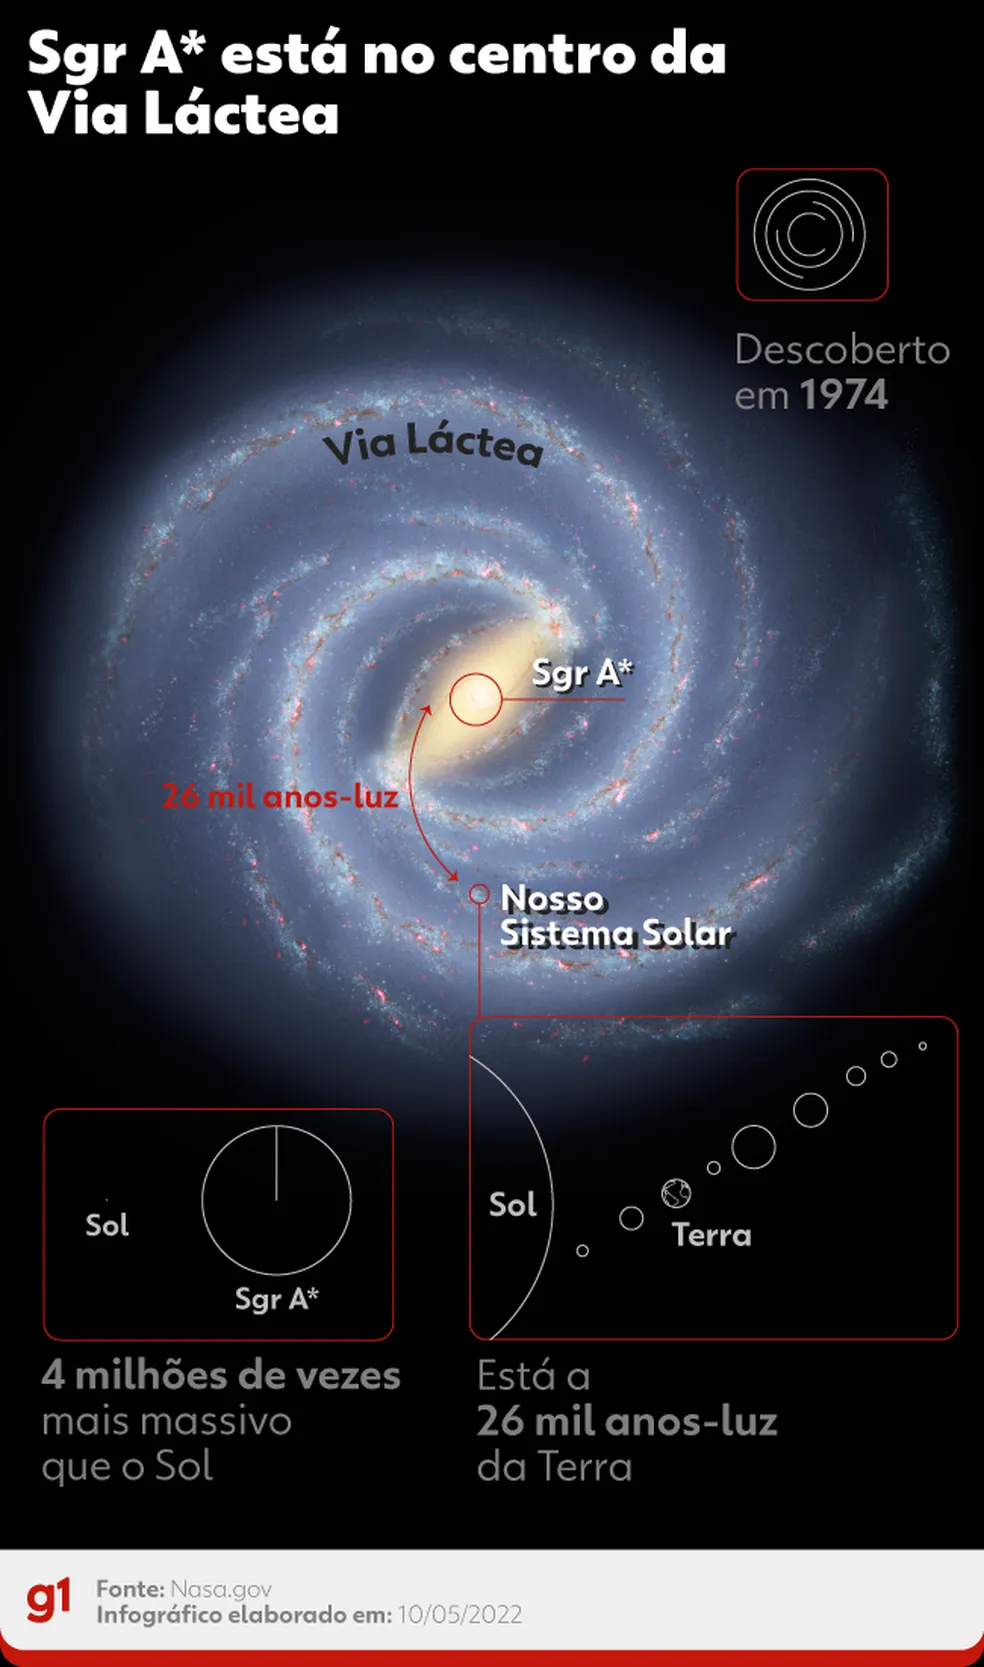 Sgr A* está no centro da
Via Láctea
Descoberto
em 1974
Via Láctea
Sgr A*
26 mil anos-luz
Nosso
Sistema Solar
Sol
Sgr A*
4 milhões de vezes
mais massivo
que o Sol
Sol
Terra
Está a
26 mil anos-luz
da Terra
g1
Fonte: Nasa.gov
Infográfico elaborado em: 10/05/2022